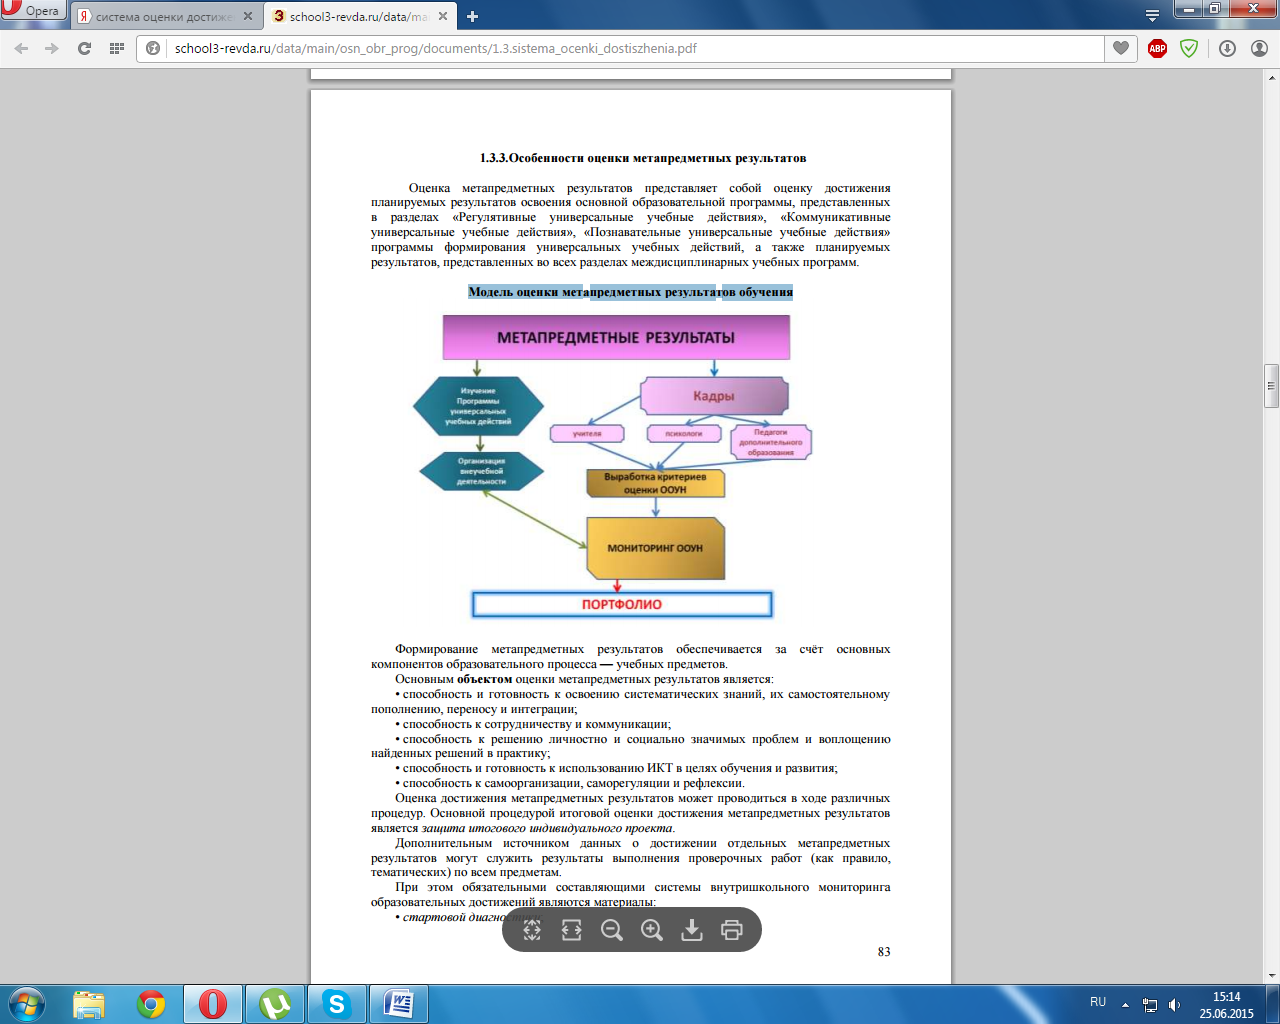 Opera
система оценки достиже
school3-revda.ru/data/ma
school3-revda.ru/data/main/osn_obr_prog/documents/1.3.sistema_ocenki_dostiszhenia.pdf
ABP
1.3.3.Особенности оценки метапредметных результатов
Оценка метапредметных результатов представляет собой оценку достижения
планируемых результатов освоения основной образовательной программы, представленных
в разделах «Регулятивные универсальные учебные действия», «Коммуникативные
универсальные учебные действия», «Познавательные универсальные учебные действия»
программы формирования универсальных учебных действий, а также планируемых
результатов, представленных во всех разделах междисциплинарных учебных программ.
Модель оценки метапредметных результатов обучения
МЕТАПРЕДМЕТНЫЕ РЕЗУЛЬТАТЫ
Изучение
Программы
универсальных
учебных действий
Кадры
учителя
психологи
Педагоги
дополнительного
образования
Организация
внеучебной
деятельности
Выработка критериев
оценки ООУН
МОНИТОРИНГ ООУН
ПОРТФОЛИО
Формирование метапредметных результатов обеспечивается за счёт основных
компонентов образовательного процесса — учебных предметов.
Основным объектом оценки метапредметных результатов является:
• способность и готовность к освоению систематических знаний, их самостоятельному
пополнению, переносу и интеграции;
• способность к сотрудничеству и коммуникации;
• способность к решению личностно и социально значимых проблем и воплощению
найденных решений в практику;
• способность и готовность к использованию ИКТ в целях обучения и развития;
• способность к самоорганизации, саморегуляции и рефлексии.
Оценка достижения метапредметных результатов может проводиться в ходе различных
процедур. Основной процедурой итоговой оценки достижения метапредметных результатов
является защита итогового индивидуального проекта.
Дополнительным источником данных о достижении отдельных метапредметных
результатов могут служить результаты выполнения проверочных работ (как правило,
тематических) по всем предметам.
При этом обязательными составляющими системы внутришкольного мониторинга
образовательных достижений являются материалы:
• стартовой диагностики;
83
RU
15:14
25.06.2015